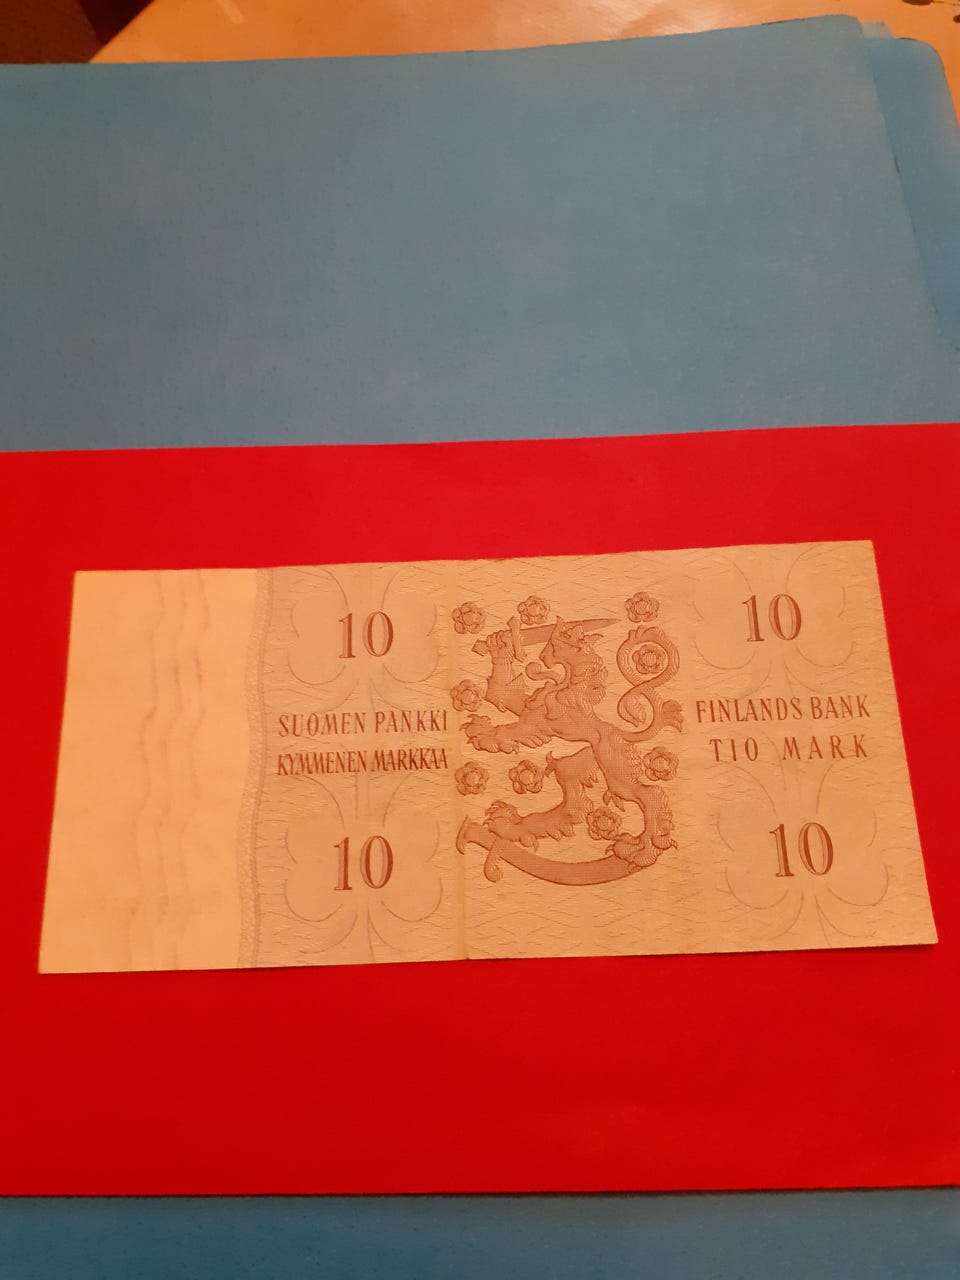 10
10
SUOMEN PANKKI
KYMMENEN MARKKAA
FINLANDS BANK
TIO MARK
10
10